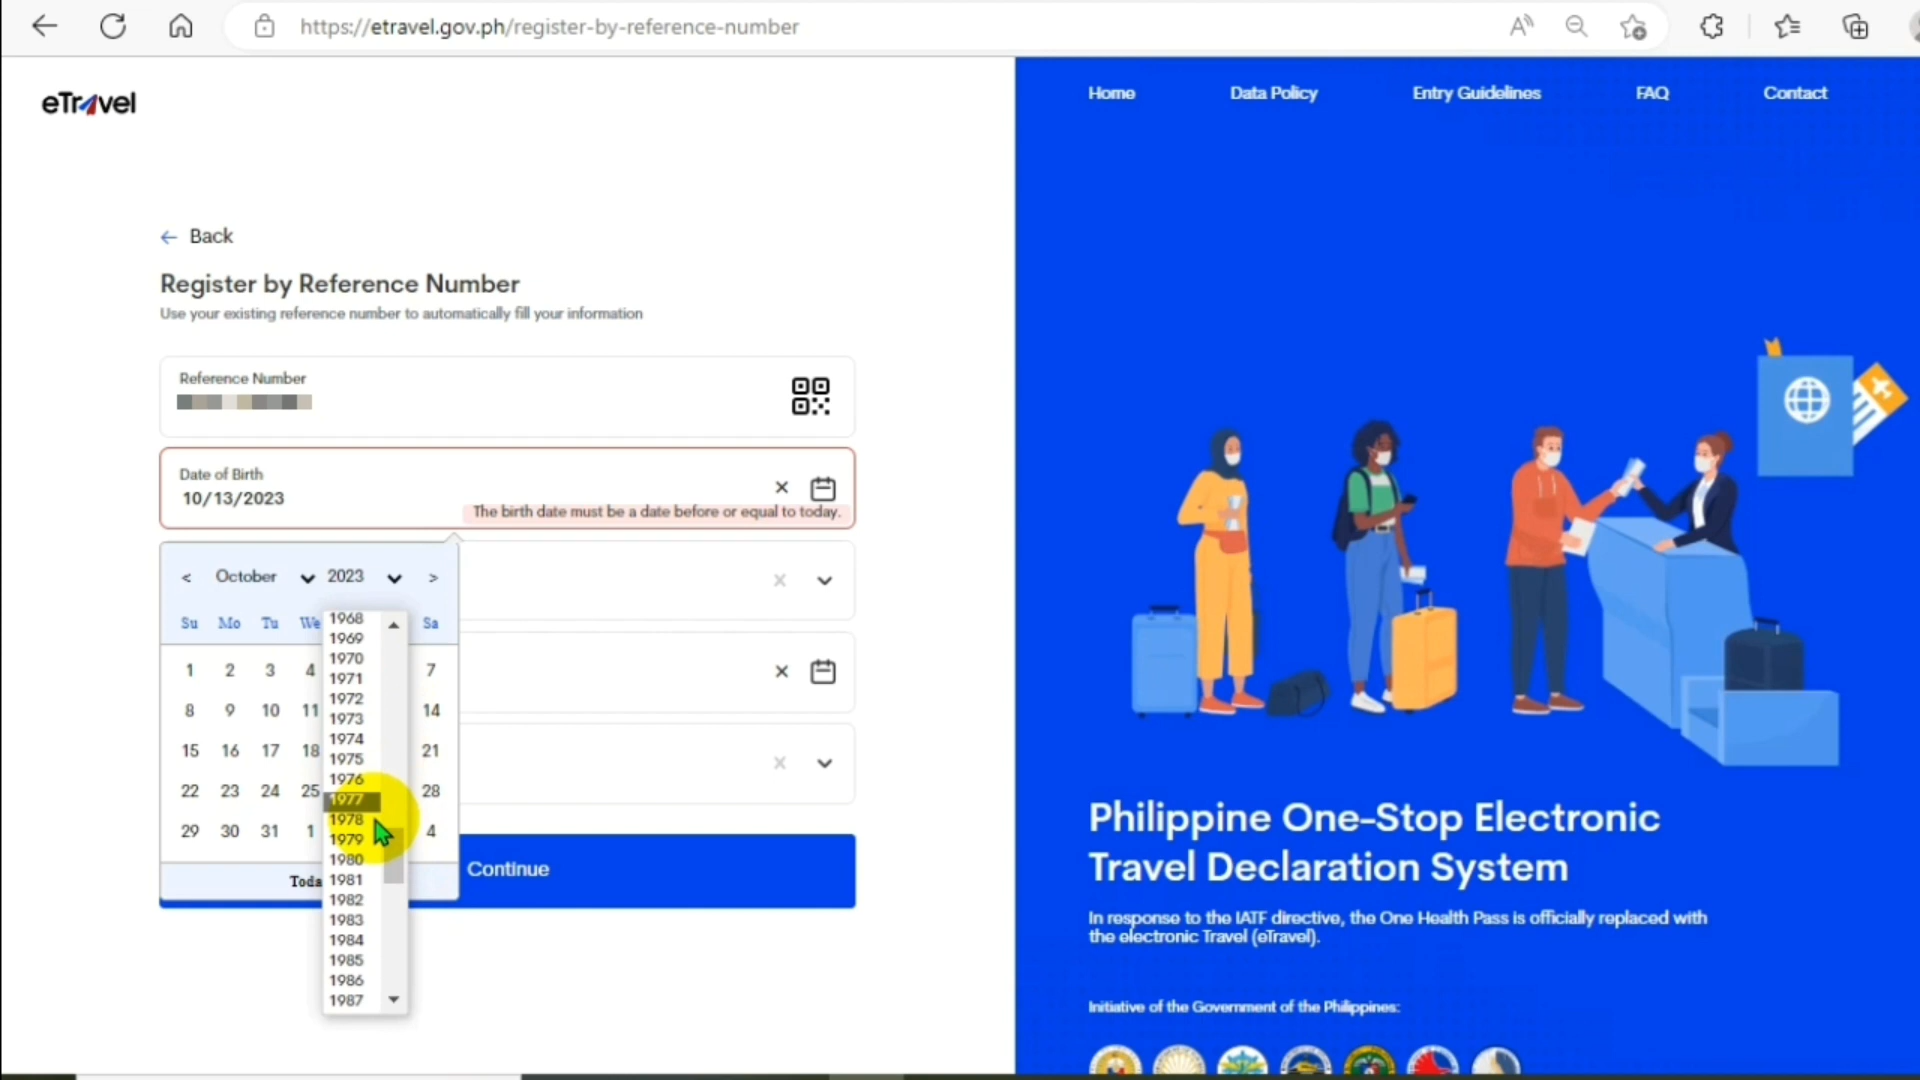 https://etravel.gov.ph/register-by-reference-number
eTravel
Home
Data Policy
Entry Guidelines
FAQ
Contact
Back
Register by Reference Number
Use your existing reference number to automatically fill your information
Reference Number
Date of Birth
10/13/2023
The birth date must be a date before or equal to today.
< October 2023 >
Su Mo Tu We Sa
1 2 3 4 7
8 9 10 11 14
15 16 17 18 21
22 23 24 25 28
29 30 31 1 4
Toda
1968
1969
1970
1971
1972
1973
1974
1975
1976
1977
1978
1979
1980
1981
1982
1983
1984
1985
1986
1987
Continue
Philippine One-Stop Electronic
Travel Declaration System
In response to the IATF directive, the One Health Pass is officially replaced with
the electronic Travel (eTravel).
Initiative of the Government of the Philippines: